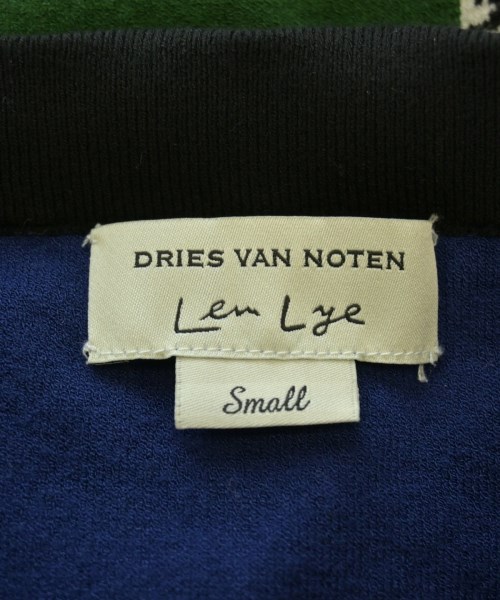 DRIES VAN NOTEN
Len Lye
Small